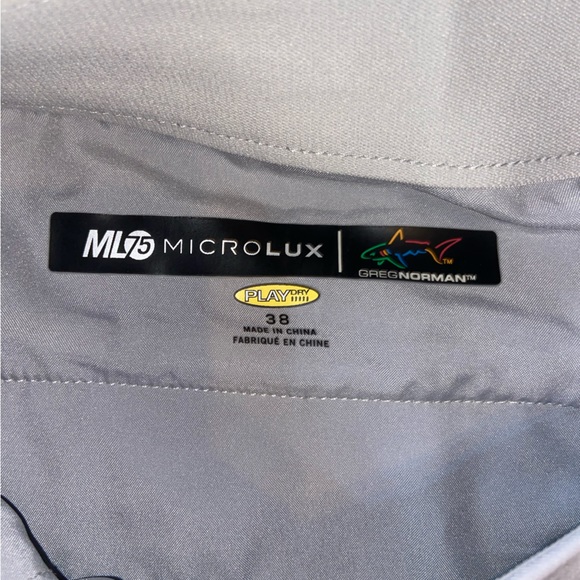 ML75 MICROLUX
GREGNORMAN™
PLAYDRY
38
MADE IN CHINA
FABRIQUÉ EN CHINE